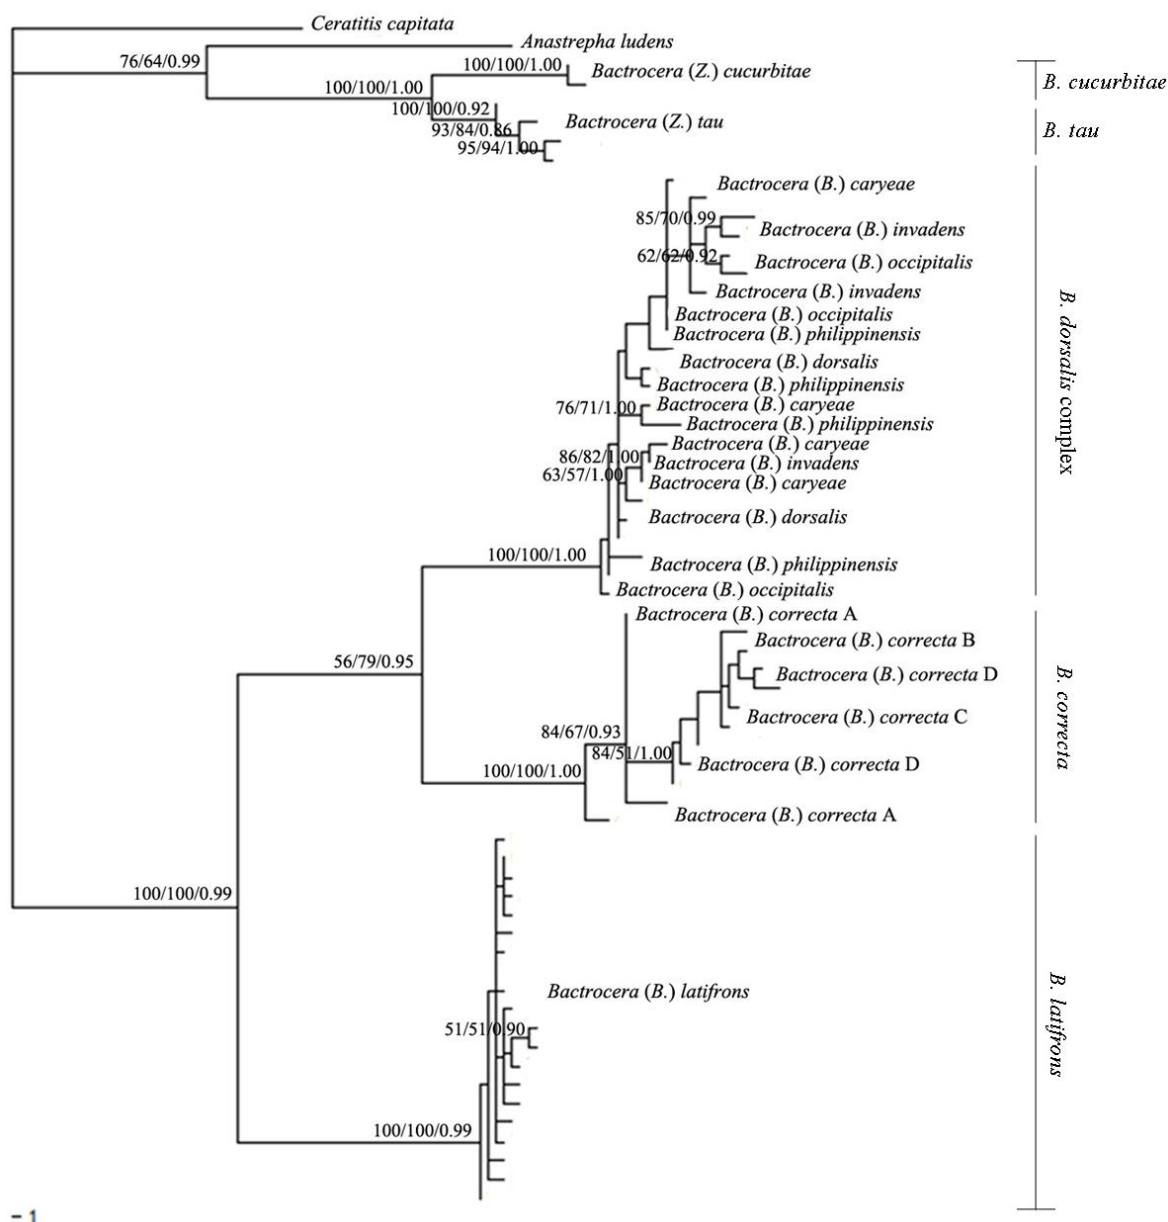 Ceratitis capitata
Anastrepha ludens
76/64/0.99
100/100/1.00
Bactrocera (Z.) cucurbitae
B. cucurbitae
100/100/1.00
100/100/0.92
Bactrocera (Z.) tau
93/84/0.86
B. tau
95/94/1.00
Bactrocera (B.) caryeae
85/70/0.99
Bactrocera (B.) invadens
62/62/0.92
Bactrocera (B.) occipitalis
Bactrocera (B.) invadens
Bactrocera (B.) occipitalis
Bactrocera (B.) philippinensis
Bactrocera (B.) dorsalis
Bactrocera (B.) philippinensis
B. dorsalis complex
76/71/1.00
Bactrocera (B.) caryeae
Bactrocera (B.) philippinensis
Bactrocera (B.) caryeae
86/82/1.00
Bactrocera (B.) invadens
63/57/1.00
Bactrocera (B.) caryeae
Bactrocera (B.) dorsalis
100/100/1.00
Bactrocera (B.) philippinensis
Bactrocera (B.) occipitalis
Bactrocera (B.) correcta A
Bactrocera (B.) correcta B
56/79/0.95
Bactrocera (B.) correcta D
B. correcta
Bactrocera (B.) correcta C
84/67/0.93
84/51/1.00
Bactrocera (B.) correcta D
100/100/1.00
Bactrocera (B.) correcta A
100/100/0.99
Bactrocera (B.) latifrons
B. latifrons
51/51/0.90
100/100/0.99
1